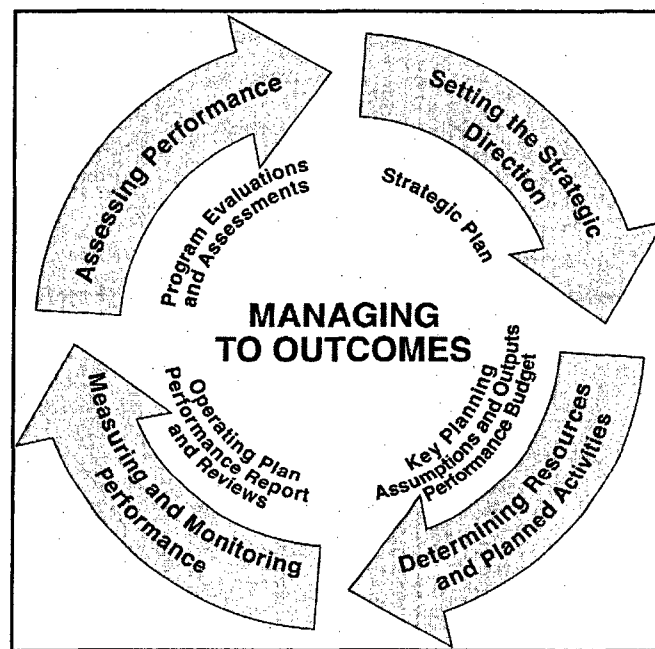 Assessing Performance
Program Evaluations
and Assessments
Setting the Strategic
Direction
Strategic Plan
MANAGING
TO OUTCOMES
Key Planning
Assumptions and Outputs
Performance Budget
Determining Resources
and Planned Activities
Operating Plan
Performance Report
and Reviews
Measuring and Monitoring
Performance